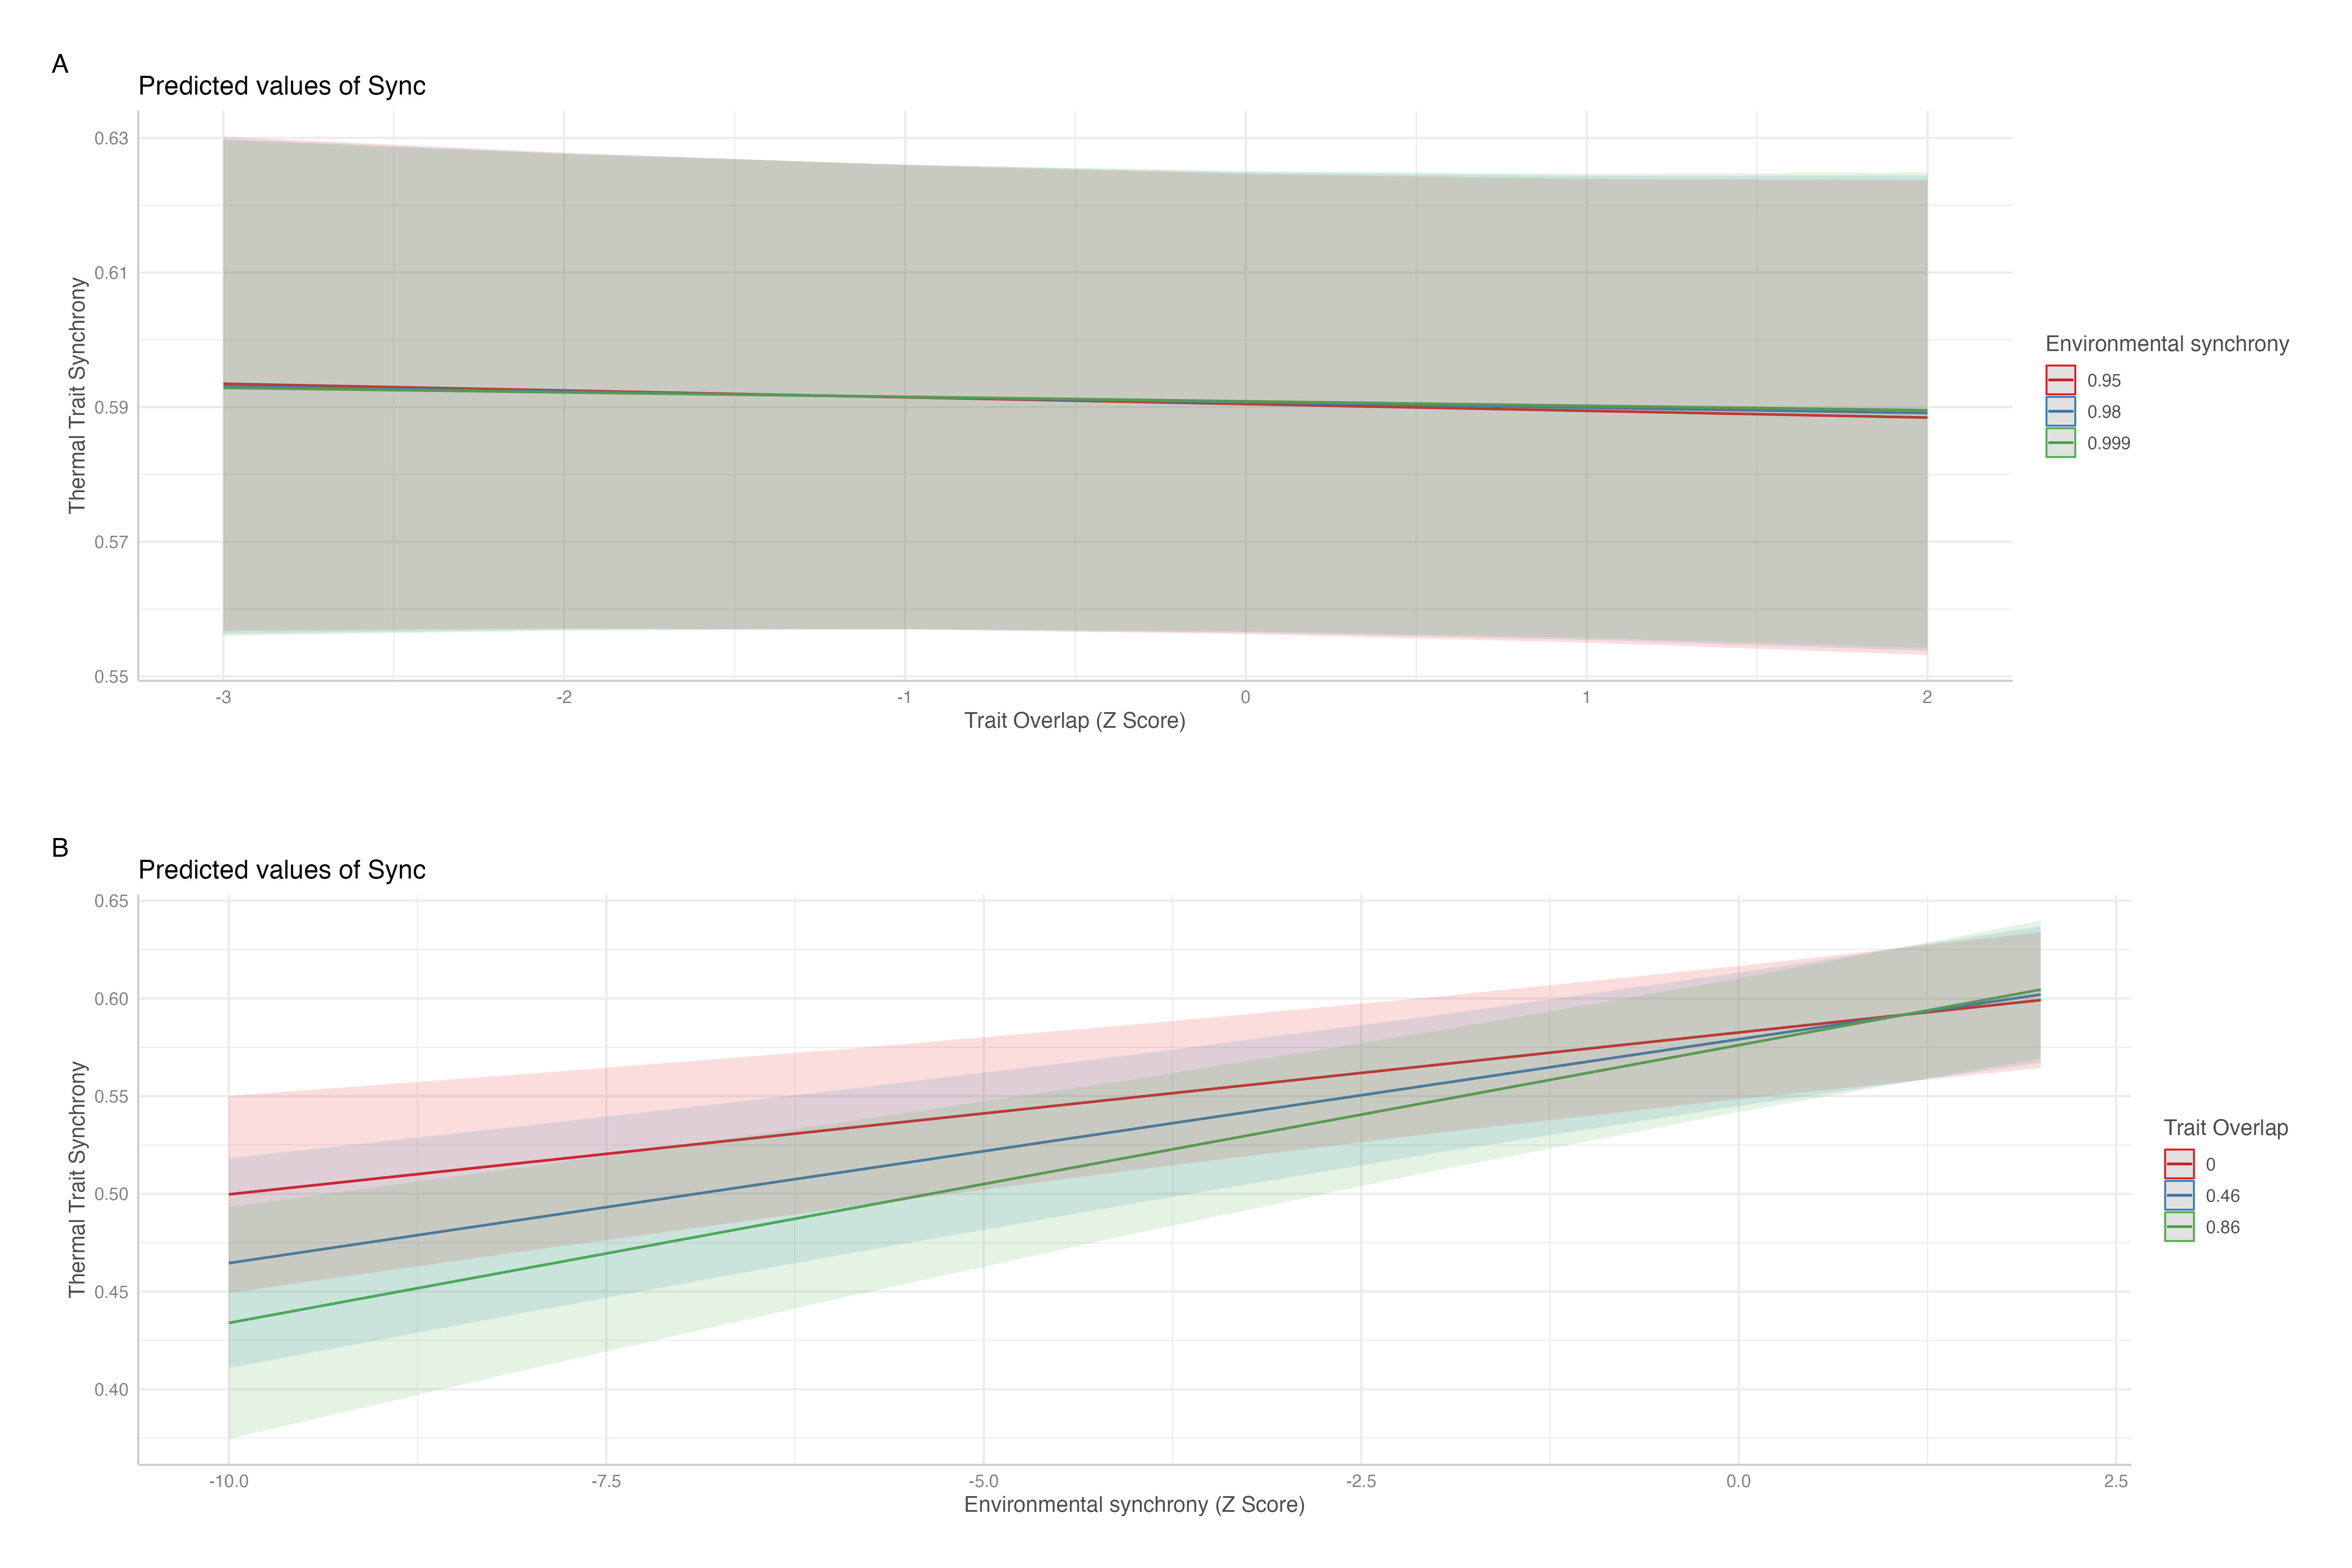 A
Predicted values of Sync
Thermal Trait Synchrony
0.63
0.61
0.59
0.57
0.55
-3 -2 -1 0 1 2
Trait Overlap (Z Score)
Environmental synchrony
0.95
0.98
0.999
B
Predicted values of Sync
Thermal Trait Synchrony
0.65
0.60
0.55
0.50
0.45
0.40
-10.0 -7.5 -5.0 -2.5 0.0 2.5
Environmental synchrony (Z Score)
Trait Overlap
0
0.46
0.86